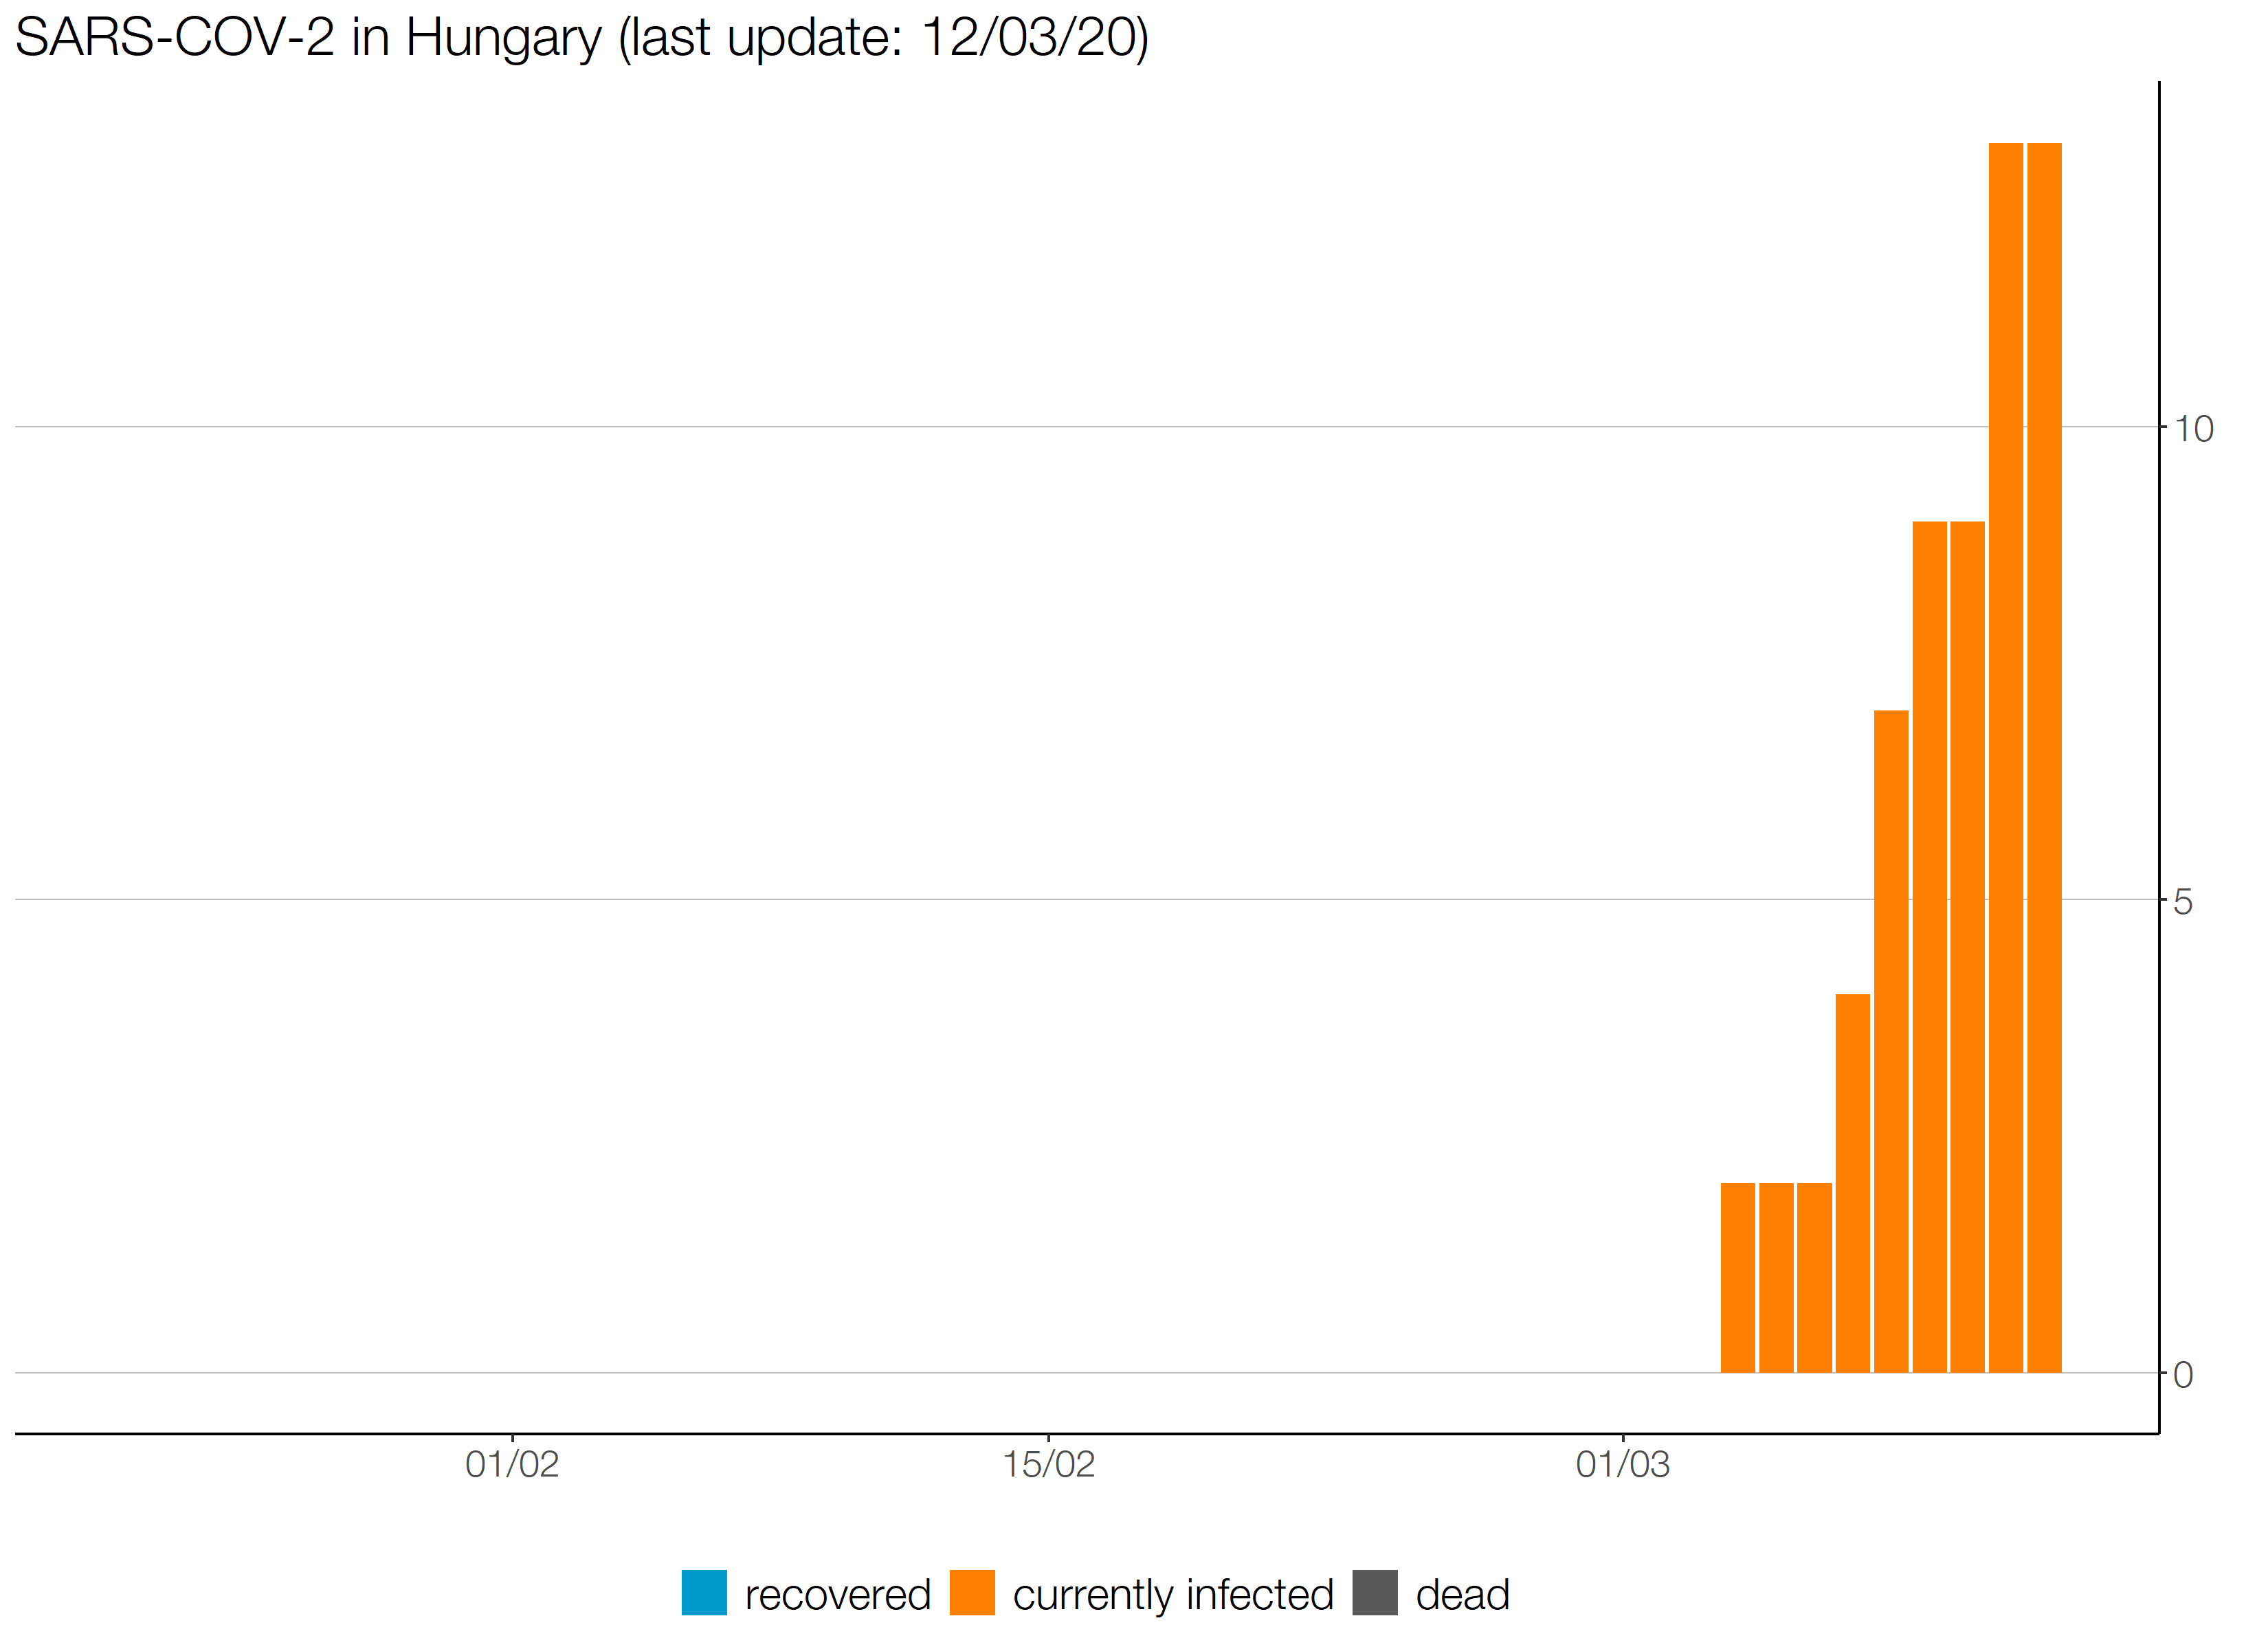 SARS-COV-2 in Hungary (last update: 12/03/20)
10
5
0
01/02 15/02 01/03
recovered currently infected dead